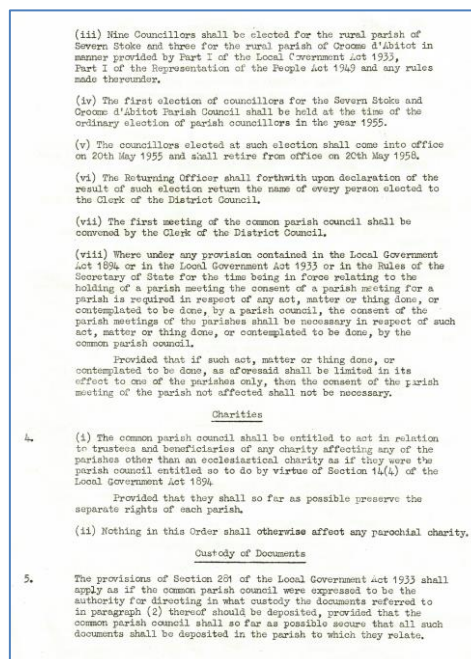 (iii) Nine Councillors shall be elected for the rural parish of
Severn Stoke and three for the rural parish of Croome d'Abitot in
manner provided by Part I of the Local Government Act 1933,
Part I of the Representation of the People Act 1949 and any rules
made thereunder.
(iv) The first election of councillors for the Severn Stoke and
Croome d'Abitot Parish Council shall be held at the time of the
ordinary election of parish councillors in the year 1955.
(v) The councillors elected at such election shall come into office
on 20th May 1955 and shall retire from office on 20th May 1958.
(vi) The Returning Officer shall forthwith upon declaration of the
result of such election return the name of every person elected to
the Clerk of the District Council.
(vii) The first meeting of the common parish council shall be
convened by the Clerk of the District Council.
(viii) Where under any provision contained in the Local Government
Act 1894 or in the Local Government Act 1933 or in the Rules of the
Secretary of State for the time being in force relating to the
holding of a parish meeting the consent of a parish meeting for a
parish is required in respect of any act, matter or thing done, or
contemplated to be done, by a parish council, the consent of the
parish meetings of the parishes shall be necessary in respect of such
act, matter or thing done, or contemplated to be done, by the
common parish council.
Provided that if such act, matter or thing done, or
contemplated to be done, as aforesaid shall be limited in its
effect to one of the parishes only, then the consent of the parish
meeting of the parish not affected shall not be necessary.
Charities
4. (i) The common parish council shall be entitled to act in relation
to trustees and beneficiaries of any charity affecting any of the
parishes other than an ecclesiastical charity as if they were the
parish council entitled so to do by virtue of Section 14(4) of the
Local Government Act 1894
Provided that they shall so far as possible preserve the
separate rights of each parish.
(ii) Nothing in this Order shall otherwise affect any parochial charity.
Custody of Documents
5. The provisions of Section 281 of the Local Government Act 1933 shall
apply as if the common parish council were expressed to be the
authority for directing in what custody the documents referred to
in paragraph (2) thereof should be deposited, provided that the
common parish council shall so far as possible secure that all such
documents shall be deposited in the parish to which they relate.